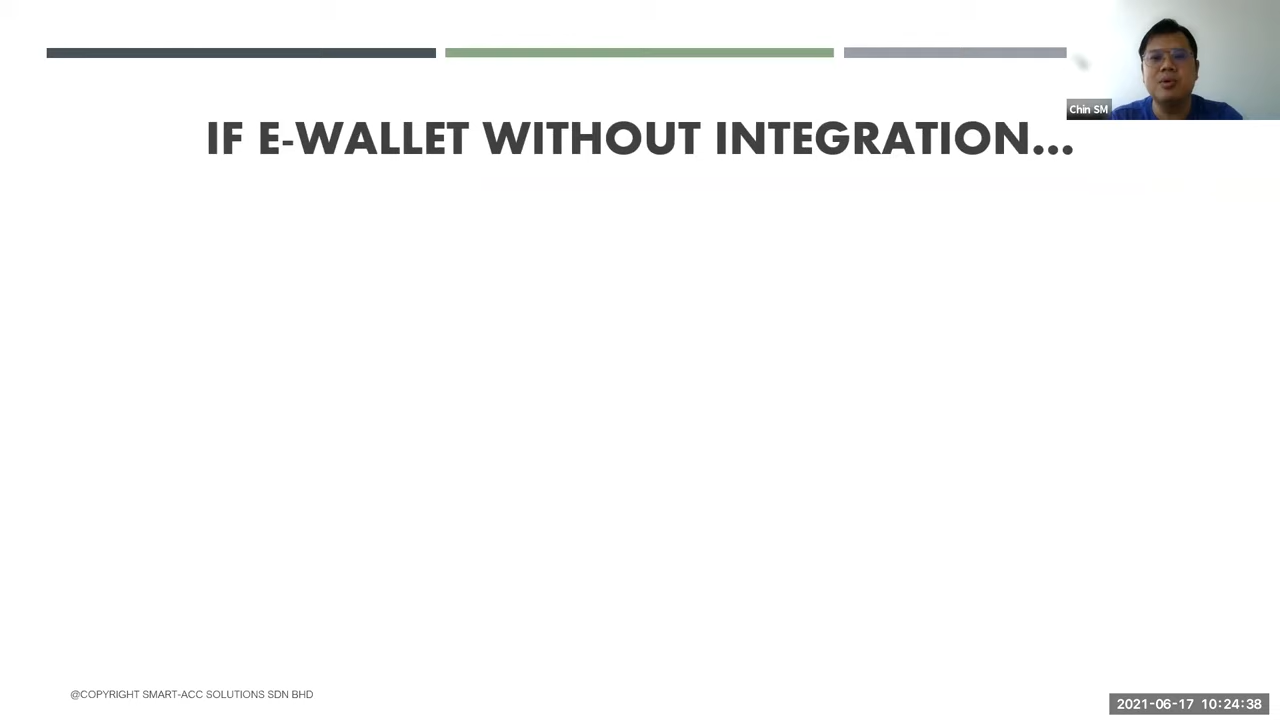 Chin SM
IF E-WALLET WITHOUT INTEGRATION...
@COPYRIGHT SMART-ACC SOLUTIONS SDN BHD
2021-06-17 10:24:38